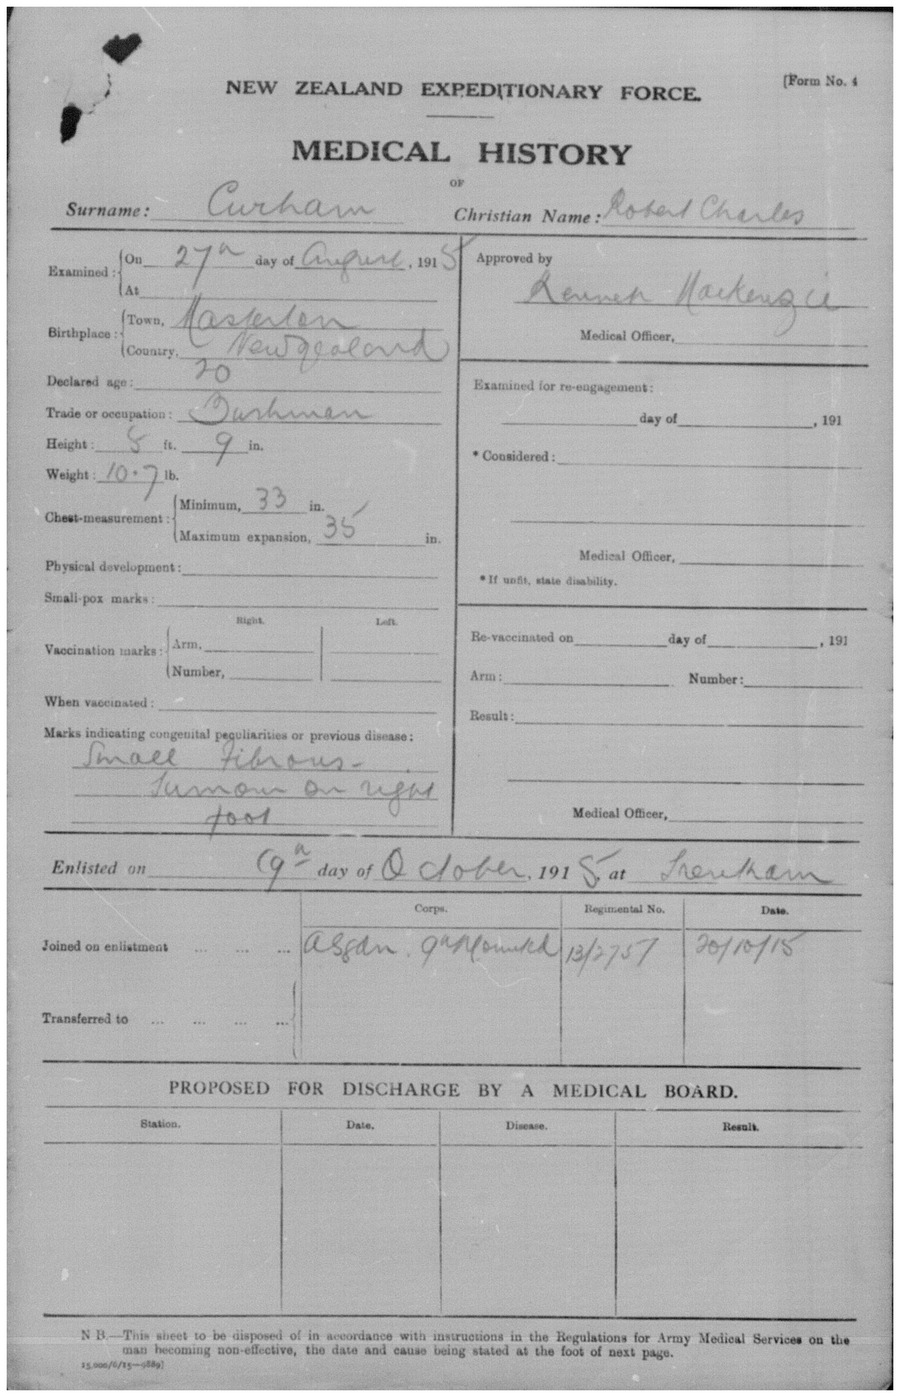 [Form No. 4
NEW ZEALAND EXPEDITIONARY FORCE.
MEDICAL HISTORY
OF
Surname: Curham Christian Name: Robert Charles
Examined: On 27th day of August, 1915
At
Birthplace: Town, Masterton
Country, New Zealand
Declared age: 20
Trade or occupation: Bushman
Height: 5 ft. 9 in.
Weight: 10.7 lb.
Chest-measurement: Minimum, 33 in.
Maximum expansion, 35 in.
Physical development:
Small-pox marks:
Right. Left.
Vaccination marks: Arm,
Number,
When vaccinated:
Marks indicating congenital peculiarities or previous disease:
Small Fibrous-
Tumour on right
foot
Approved by
Kenneth MacKenzie
Medical Officer,
Examined for re-engagement:
day of , 191
* Considered:
Medical Officer,
* If unfit, state disability.
Re-vaccinated on day of , 191
Arm: Number:
Result:
Medical Officer,
Enlisted on 19th day of October, 1915 at Trentham
Corps. Regimental No. Date.
Joined on enlistment ... ... ... 9th Mounted 13/2757 20/10/15
Transferred to ... ... ... ...
PROPOSED FOR DISCHARGE BY A MEDICAL BOARD.
Station. Date. Disease. Result.
N B.—This sheet to be disposed of in accordance with instructions in the Regulations for Army Medical Services on the
man becoming non-effective, the date and cause being stated at the foot of next page.
15,000/6/15—9889]